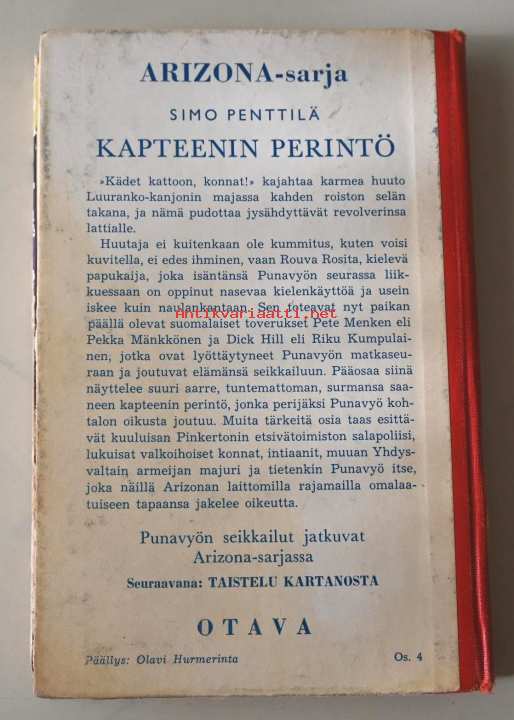 ARIZONA-sarja
SIMO PENTTILÄ
KAPTEENIN PERINTÖ
»Kädet kattoon, konnat!» kajahtaa karmea huuto
Luuranko-kanjonin majassa kahden roiston selän
takana, ja nämä pudottaa jysähdyttävät revolverinsa
lattialle.
Huutaja ei kuitenkaan ole kummitus, kuten voisi
kuvitella, ei edes ihminen, vaan Rouva Rosita, kielevä
papukaija, joka isäntänsä Punavyön seurassa liik-
kuessaan on oppinut nasevaa kielenkäyttöä ja usein
iskee kuin naulankantaan. Sen toteavat nyt paikan
Antikvariaatti.net
päällä olevat suomalaiset toverukset Pete Menken eli
Pekka Mänkkönen ja Dick Hill eli Riku Kumpulai-
nen, jotka ovat lyöttäytyneet Punavyön matkaseu-
raan ja joutuvat elämänsä seikkailuun. Pääosaa siinä
näyttelee suuri aarre, tuntemattoman, surmansa saa-
neen kapteenin perintö, jonka perijäksi Punavyö koh-
talon oikusta joutuu. Muita tärkeitä osia taas esittä-
vät kuuluisan Pinkertonin etsivätoimiston salapoliisi,
lukuisat valkoihoiset konnat, intiaanit, muuan Yhdys-
valtain armeijan majuri ja tietenkin Punavyö itse,
joka näillä Arizonan laittomilla rajamailla omalaa-
tuiseen tapaansa jakelee oikeutta.
Punavyön seikkailut jatkuvat
Arizona-sarjassa
Seuraavana: TAISTELU KARTANOSTA
OTAVA
Päällys: Olavi Hurmerinta
Os. 4